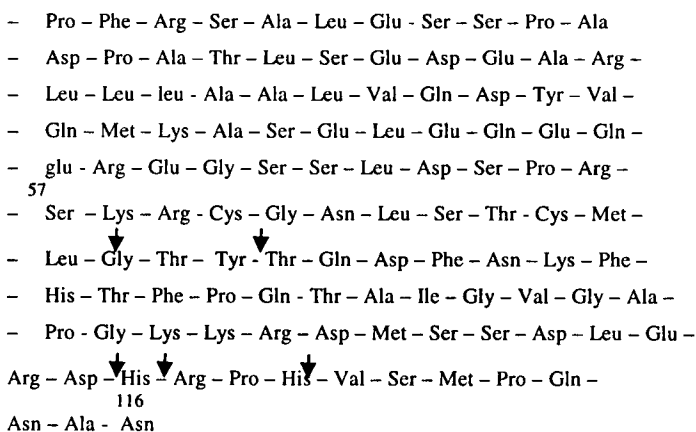 – Pro – Phe – Arg – Ser – Ala – Leu – Glu - Ser – Ser – Pro – Ala
– Asp – Pro – Ala – Thr – Leu – Ser – Glu – Asp – Glu – Ala – Arg –
– Leu – Leu – leu - Ala – Ala – Leu – Val – Gln – Asp – Tyr – Val –
– Gln – Met – Lys – Ala – Ser – Glu – Leu – Glu – Gln – Glu – Gln –
– glu - Arg – Glu – Gly – Ser – Ser – Leu – Asp – Ser – Pro – Arg –
57
– Ser – Lys – Arg - Cys – Gly – Asn – Leu – Ser – Thr - Cys – Met –
– Leu – Gly – Thr – Tyr - Thr – Gln – Asp – Phe – Asn – Lys – Phe –
– His – Thr – Phe – Pro – Gln - Thr – Ala – Ile – Gly – Val – Gly – Ala –
– Pro - Gly – Lys – Lys – Arg – Asp – Met – Ser – Ser – Asp – Leu – Glu –
Arg – Asp – His – Arg – Pro – His – Val – Ser – Met – Pro – Gln –
116
Asn – Ala - Asn